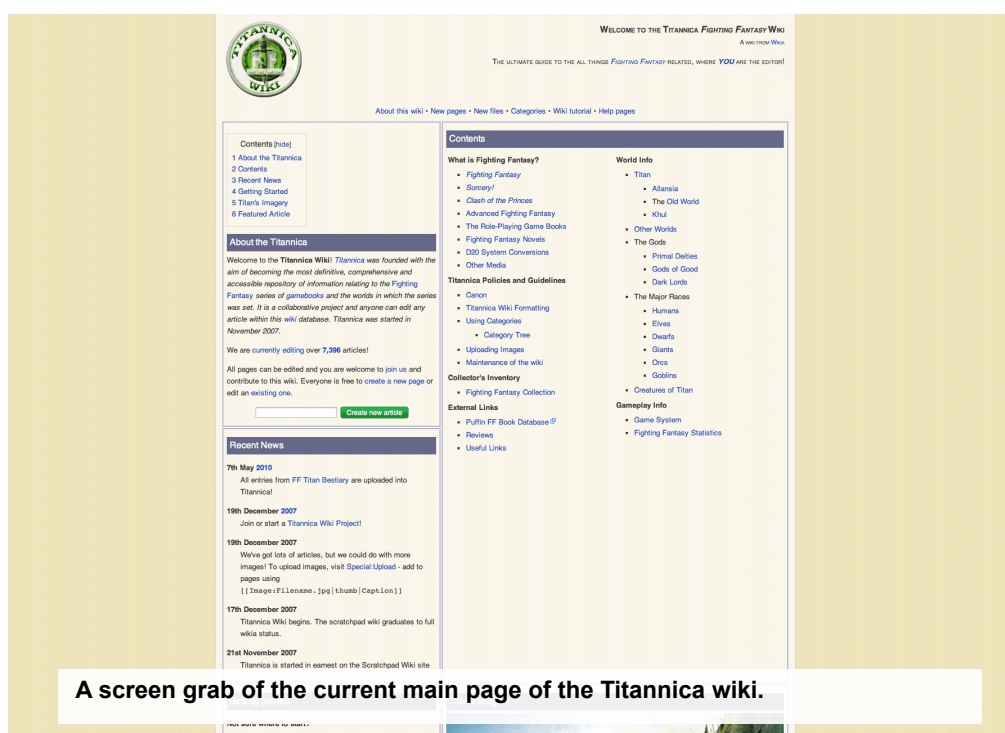 TITANNICA
WIKI
WELCOME TO THE TITANNICA FIGHTING FANTASY WIKI
A WIKI FROM WIKIA
THE ULTIMATE GUIDE TO THE ALL THINGS FIGHTING FANTASY RELATED, WHERE YOU ARE THE EDITOR!
About this wiki • New pages • New files • Categories • Wiki tutorial • Help pages
Contents [hide]
1 About the Titannica
2 Contents
3 Recent News
4 Getting Started
5 Titan's Imagery
6 Featured Article
About the Titannica
Welcome to the Titannica Wiki! Titannica was founded with the
aim of becoming the most definitive, comprehensive and
accessible repository of information relating to the Fighting
Fantasy series of gamebooks and the worlds in which the series
was set. It is a collaborative project and anyone can edit any
article within this wiki database. Titannica was started in
November 2007.
We are currently editing over 7,396 articles!
All pages can be edited and you are welcome to join us and
contribute to this wiki. Everyone is free to create a new page or
edit an existing one.
Create new article
Recent News
7th May 2010
All entries from FF Titan Bestiary are uploaded into
Titannica!
19th December 2007
Join or start a Titannica Wiki Project!
19th December 2007
We've got lots of articles, but we could do with more
images! To upload images, visit Special:Upload - add to
pages using
[[Image:Filename.jpg|thumb|Caption]]
17th December 2007
Titannica Wiki begins. The scratchpad wiki graduates to full
wikia status.
21st November 2007
Titannica is started in earnest on the Scratchpad Wiki site
Contents
What is Fighting Fantasy?
Fighting Fantasy
Sorcery!
Clash of the Princes
Advanced Fighting Fantasy
The Role-Playing Game Books
Fighting Fantasy Novels
D20 System Conversions
Other Media
Titannica Policies and Guidelines
Canon
Titannica Wiki Formatting
Using Categories
Category Tree
Uploading Images
Maintenance of the wiki
Collector's Inventory
Fighting Fantasy Collection
External Links
Puffin FF Book Database
Reviews
Useful Links
World Info
Titan
Allansia
The Old World
Khul
Other Worlds
The Gods
Primal Deities
Gods of Good
Dark Lords
The Major Races
Humans
Elves
Dwarfs
Giants
Orcs
Goblins
Creatures of Titan
Gameplay Info
Game System
Fighting Fantasy Statistics
A screen grab of the current main page of the Titannica wiki.
Not sure where to start?